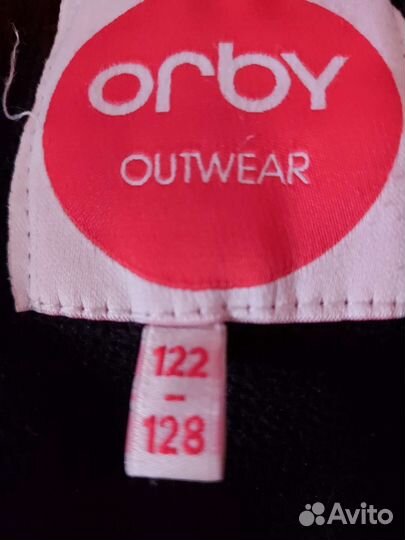 orby
OUTWEAR
122
-
128
Avito